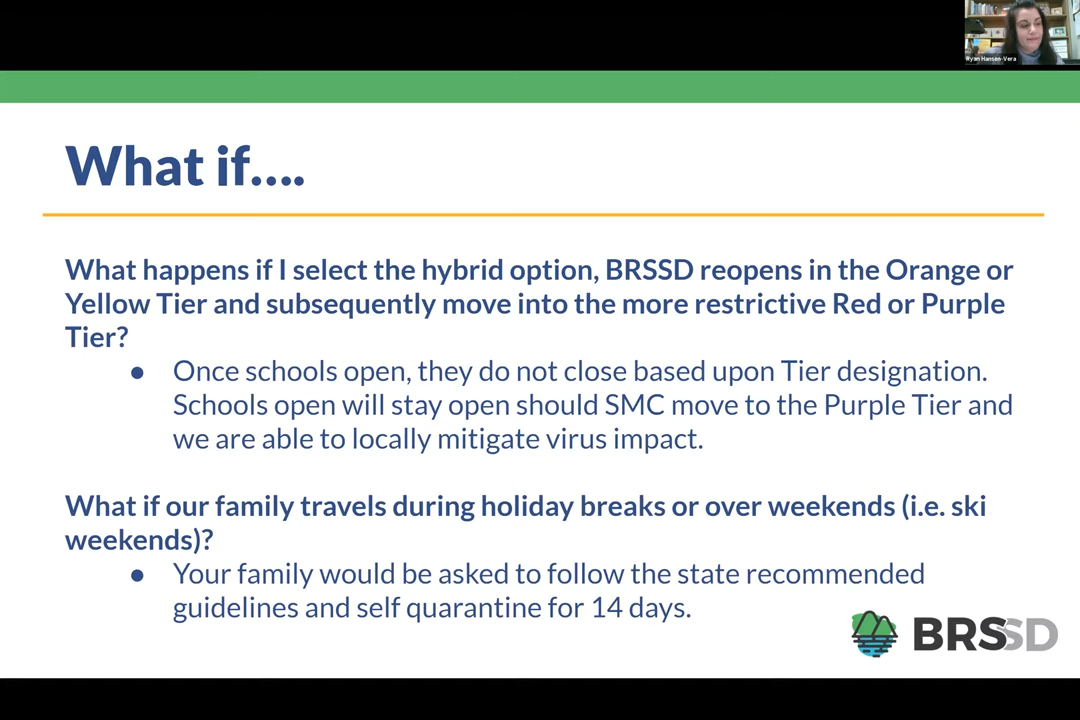 Ryan Hansen-Vera
What if....
What happens if I select the hybrid option, BRSSD reopens in the Orange or
Yellow Tier and subsequently move into the more restrictive Red or Purple
Tier?
● Once schools open, they do not close based upon Tier designation.
Schools open will stay open should SMC move to the Purple Tier and
we are able to locally mitigate virus impact.
What if our family travels during holiday breaks or over weekends (i.e. ski
weekends)?
● Your family would be asked to follow the state recommended
guidelines and self quarantine for 14 days.
BRSSD